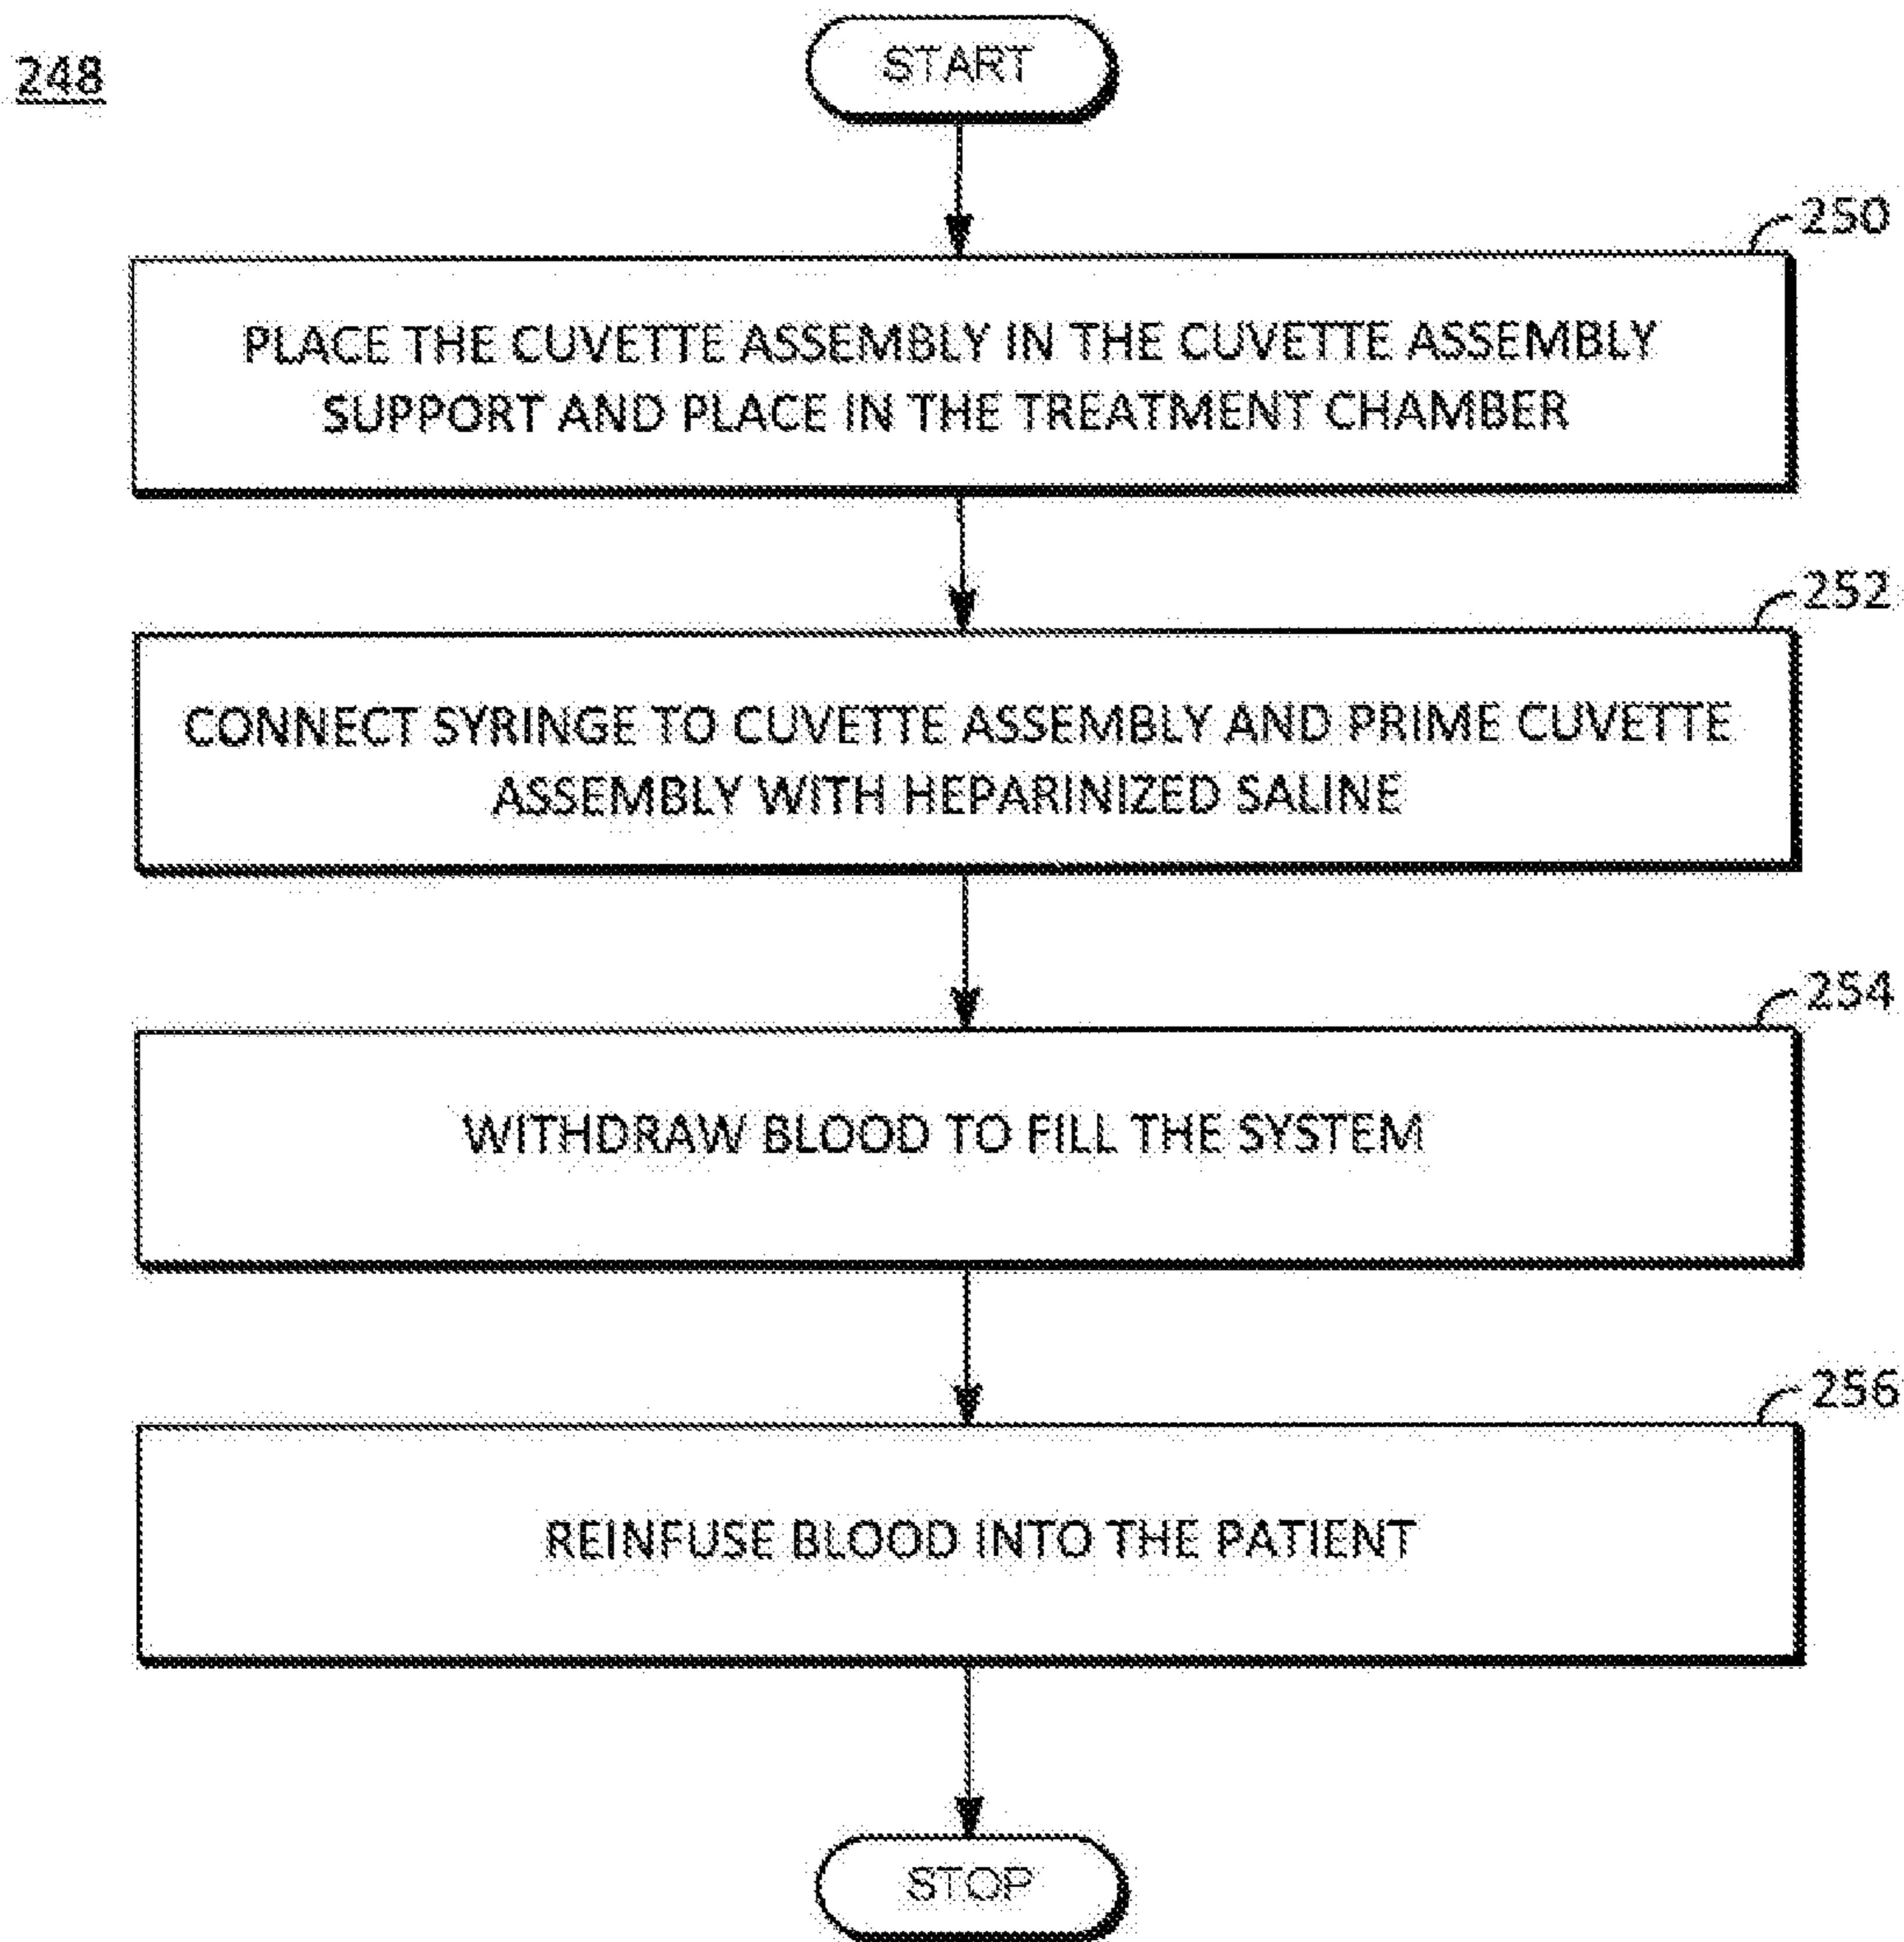 248
START
250
PLACE THE CUVETTE ASSEMBLY IN THE CUVETTE ASSEMBLY
SUPPORT AND PLACE IN THE TREATMENT CHAMBER
252
CONNECT SYRINGE TO CUVETTE ASSEMBLY AND PRIME CUVETTE
ASSEMBLY WITH HEPARINIZED SALINE
254
WITHDRAW BLOOD TO FILL THE SYSTEM
256
REINFUSE BLOOD INTO THE PATIENT
STOP